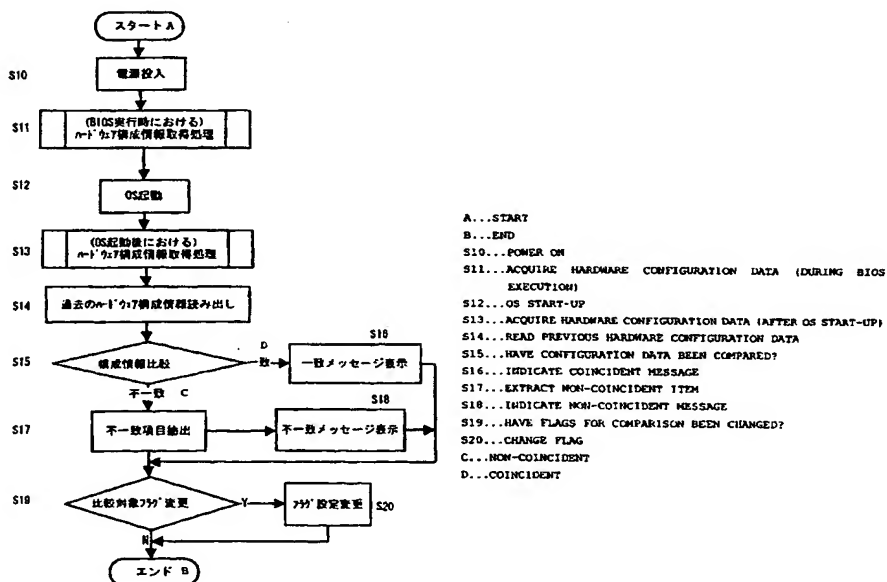 スタート A
S10
電源投入
S11
(BIOS実行時における)
ハードウェア構成情報取得処理
S12
OS起動
S13
(OS起動後における)
ハードウェア構成情報取得処理
S14
過去のハードウェア構成情報読み出し
S15
構成情報比較
D
一致
S16
一致メッセージ表示
不一致 C
S17
不一致項目抽出
S18
不一致メッセージ表示
S19
比較対象フラグ変更
Y
フラグ設定変更
S20
N
エンド B
A...START
B...END
S10...POWER ON
S11...ACQUIRE HARDWARE CONFIGURATION DATA (DURING BIOS
EXECUTION)
S12...OS START-UP
S13...ACQUIRE HARDWARE CONFIGURATION DATA (AFTER OS START-UP)
S14...READ PREVIOUS HARDWARE CONFIGURATION DATA
S15...HAVE CONFIGURATION DATA BEEN COMPARED?
S16...INDICATE COINCIDENT MESSAGE
S17...EXTRACT NON-COINCIDENT ITEM
S18...INDICATE NON-COINCIDENT MESSAGE
S19...HAVE FLAGS FOR COMPARISON BEEN CHANGED?
S20...CHANGE FLAG
C...NON-COINCIDENT
D...COINCIDENT